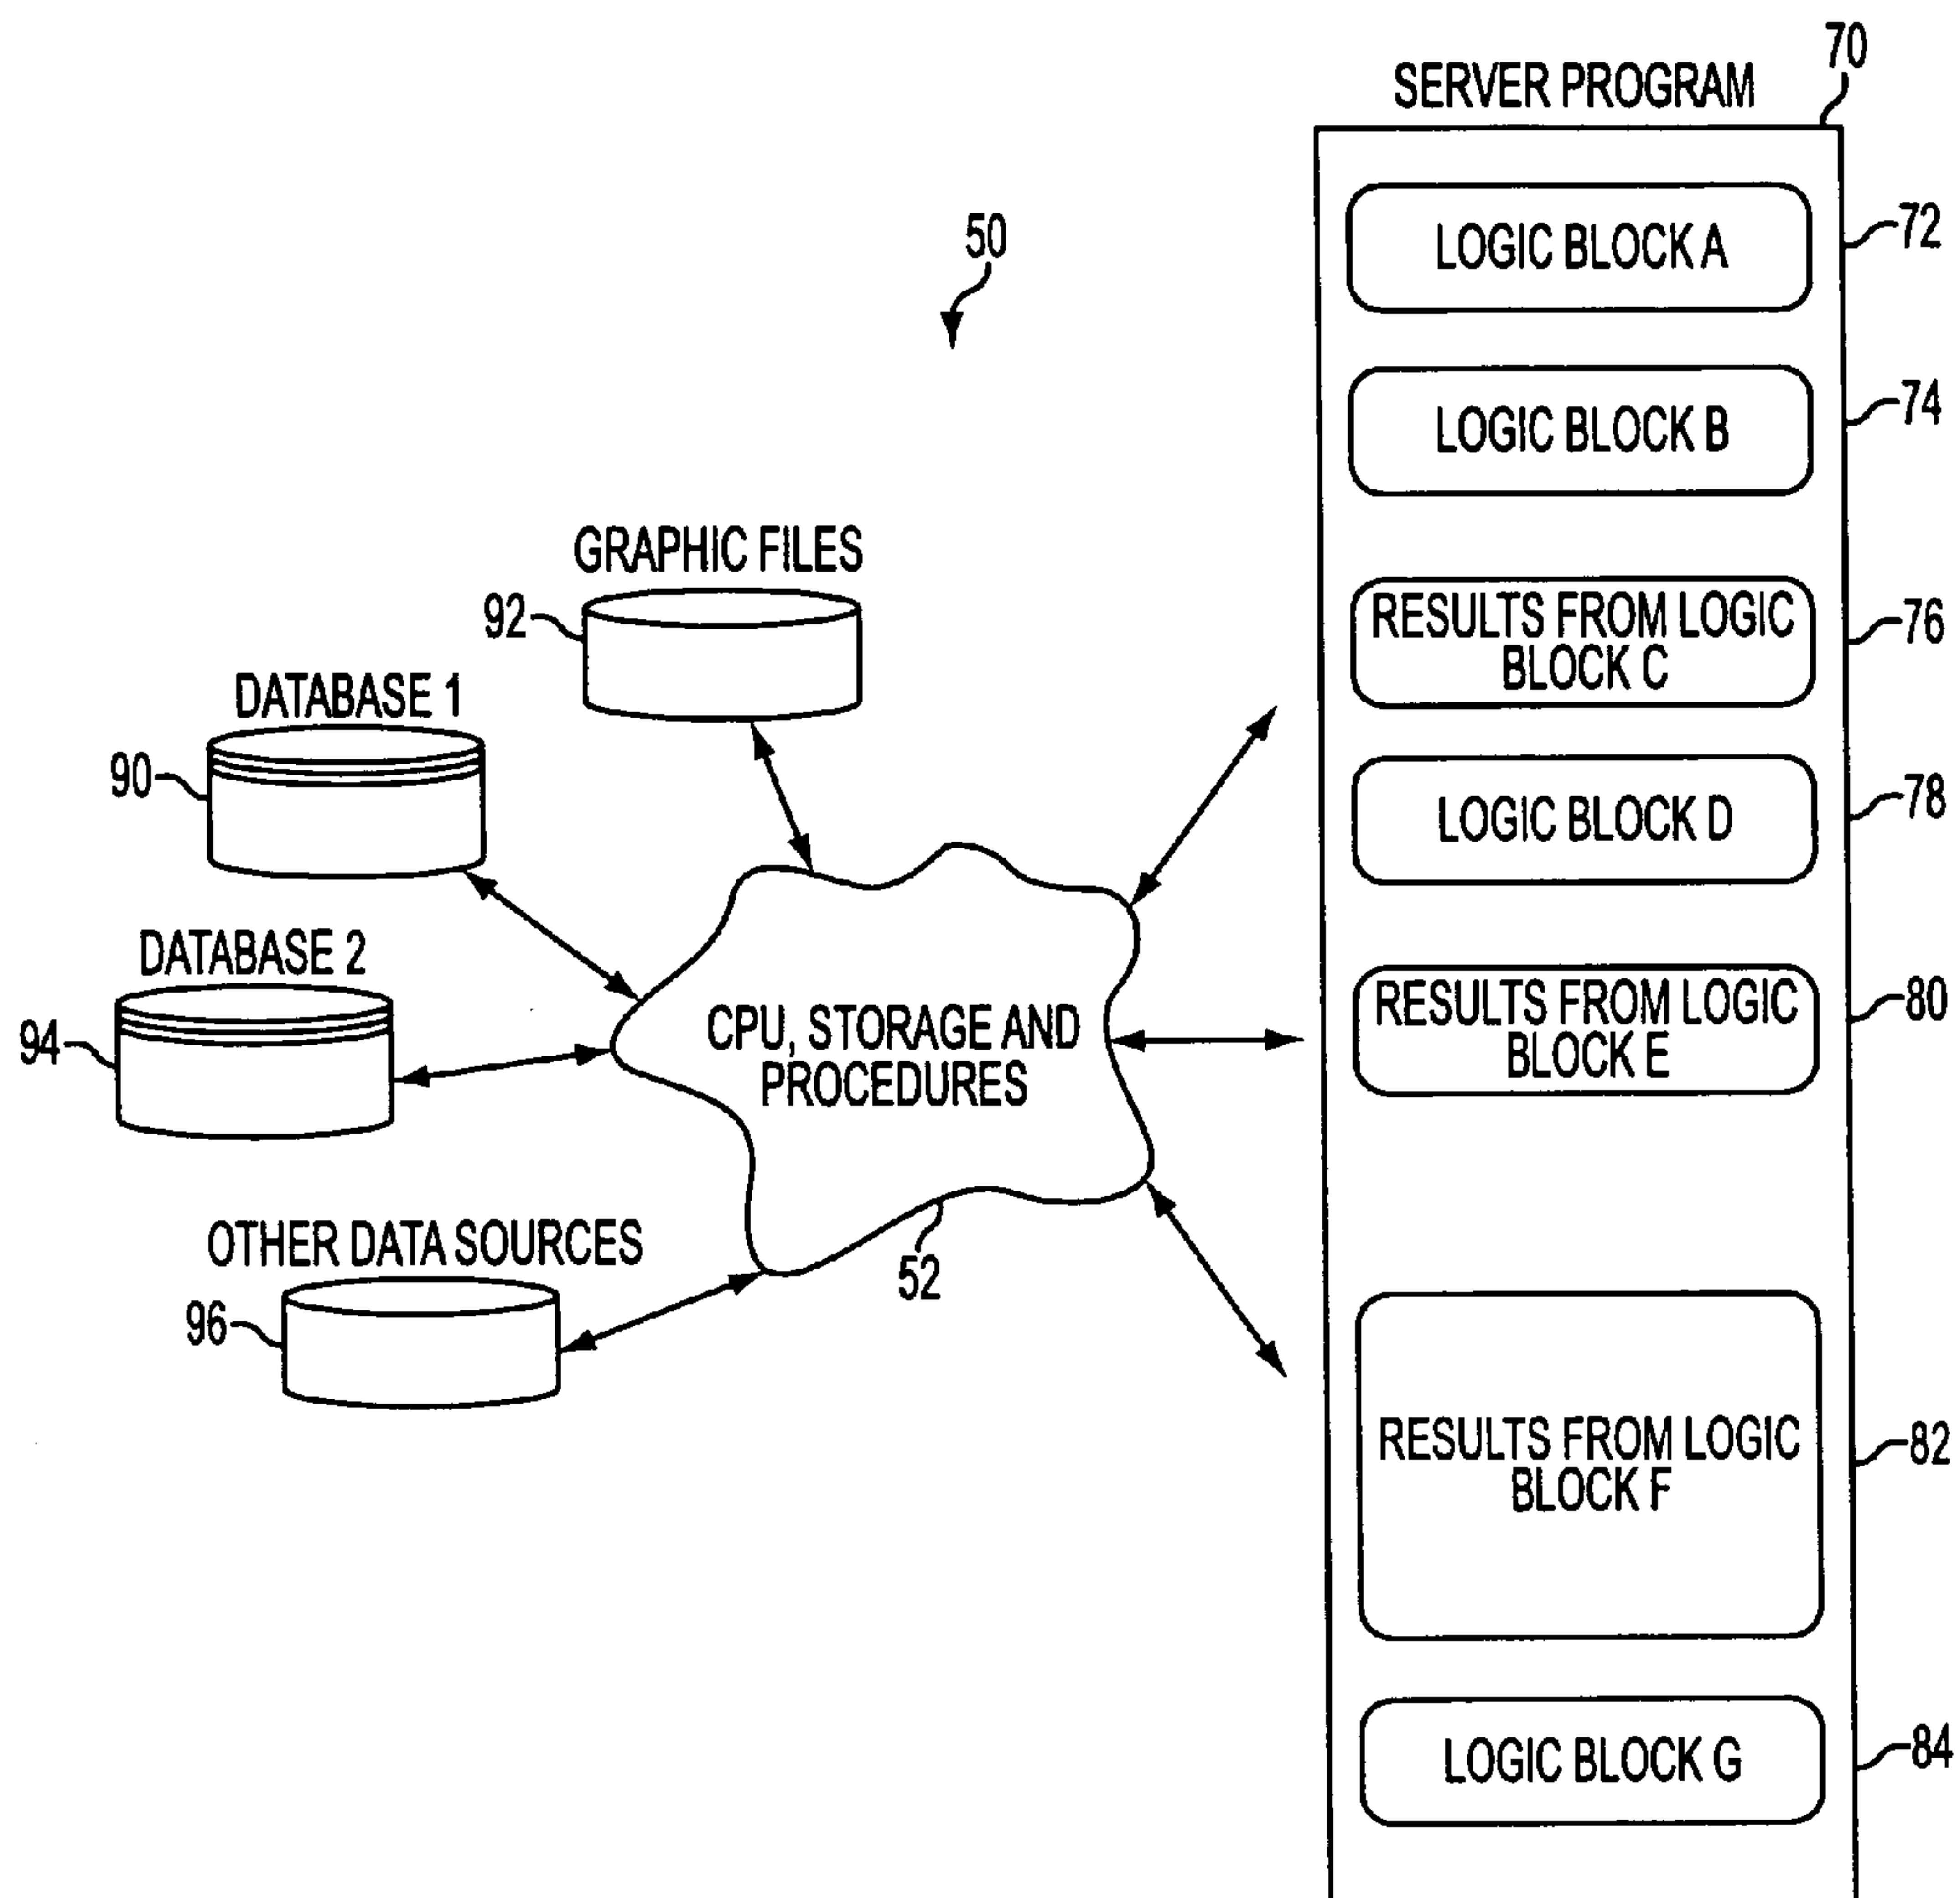 70
SERVER PROGRAM
LOGIC BLOCK A
72
50
LOGIC BLOCK B
74
GRAPHIC FILES
92
RESULTS FROM LOGIC
BLOCK C
76
DATABASE 1
90
LOGIC BLOCK D
78
DATABASE 2
94
CPU, STORAGE AND
PROCEDURES
RESULTS FROM LOGIC
BLOCK E
80
OTHER DATA SOURCES
52
96
RESULTS FROM LOGIC
BLOCK F
82
LOGIC BLOCK G
84